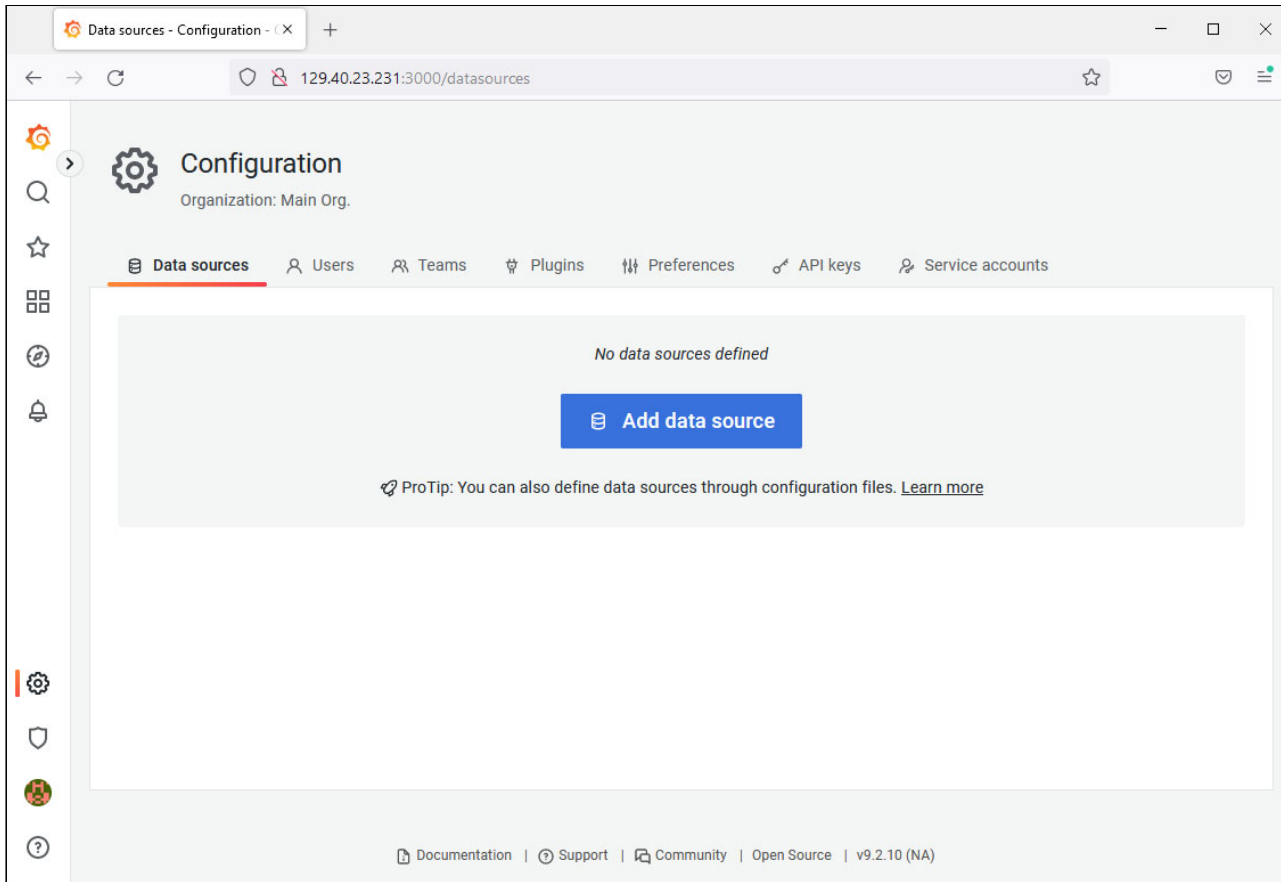 Data sources - Configuration -
129.40.23.231:3000/datasources
Configuration
Organization: Main Org.
Data sources Users Teams Plugins Preferences API keys Service accounts
No data sources defined
Add data source
ProTip: You can also define data sources through configuration files. Learn more
Documentation | Support | Community | Open Source | v9.2.10 (NA)